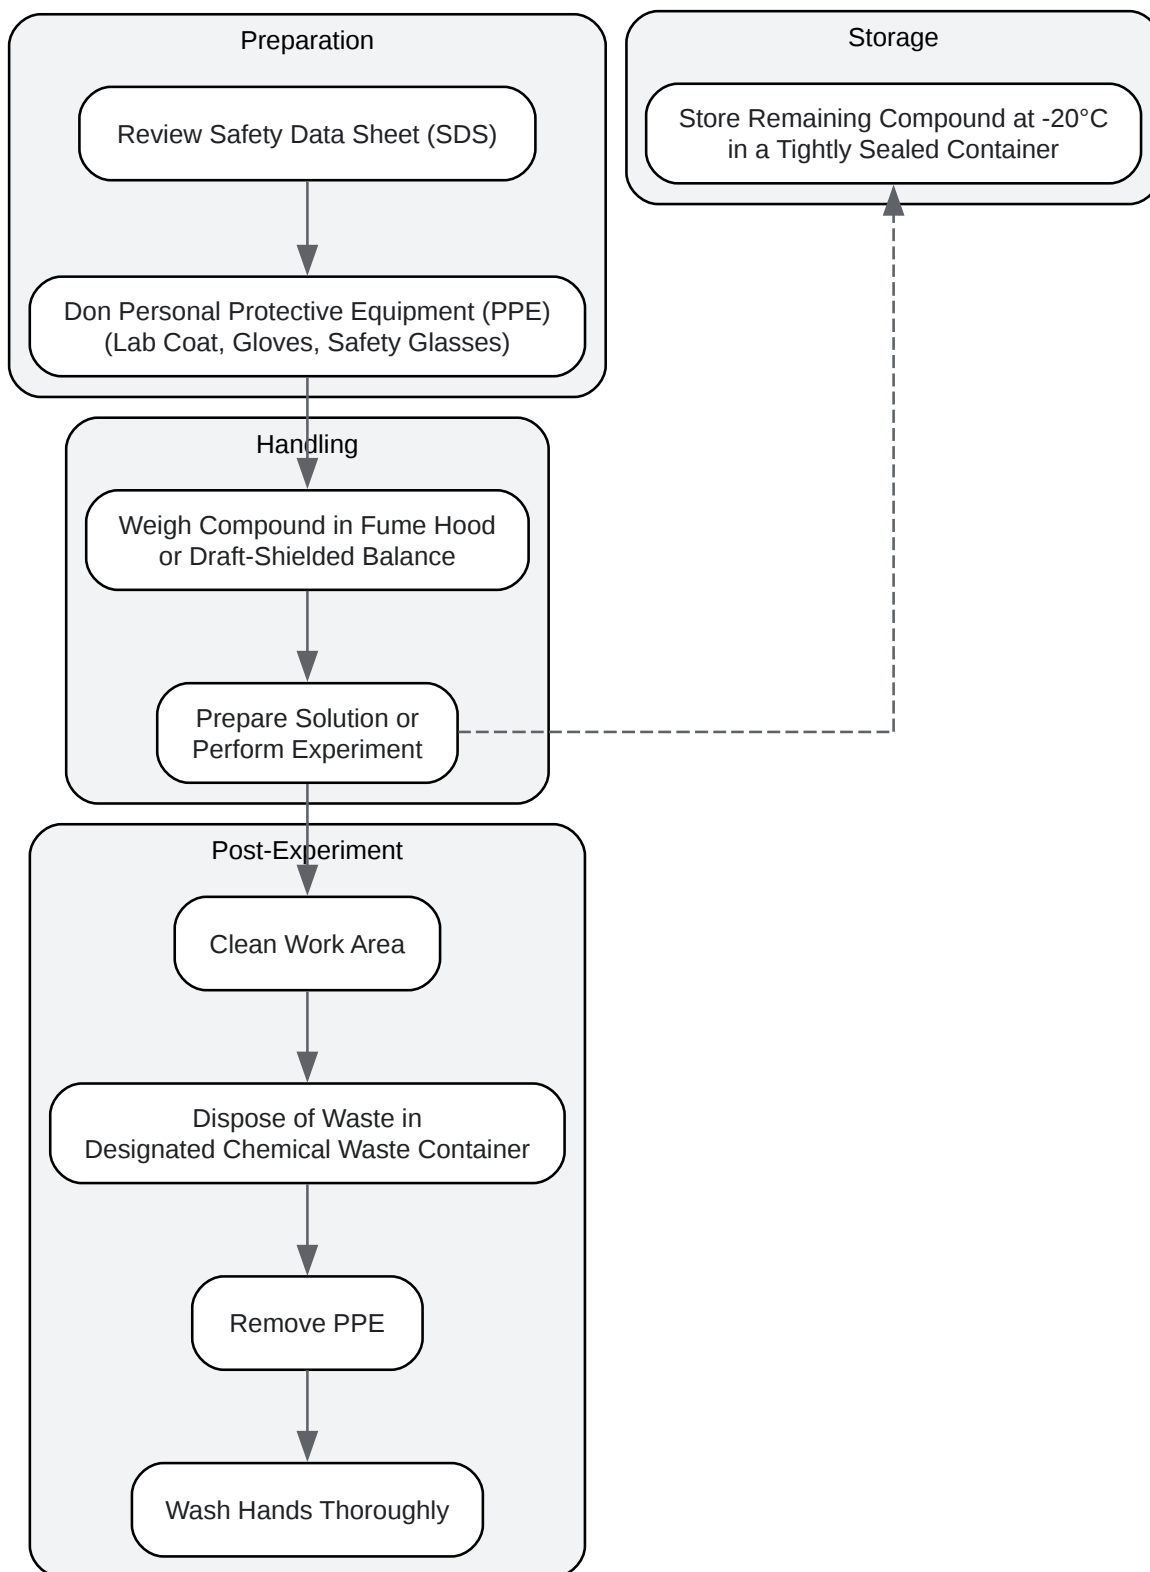 Preparation
Review Safety Data Sheet (SDS)
Don Personal Protective Equipment (PPE)
(Lab Coat, Gloves, Safety Glasses)
Handling
Weigh Compound in Fume Hood
or Draft-Shielded Balance
Prepare Solution or
Perform Experiment
Post-Experiment
Clean Work Area
Dispose of Waste in
Designated Chemical Waste Container
Remove PPE
Wash Hands Thoroughly
Storage
Store Remaining Compound at -20°C
in a Tightly Sealed Container